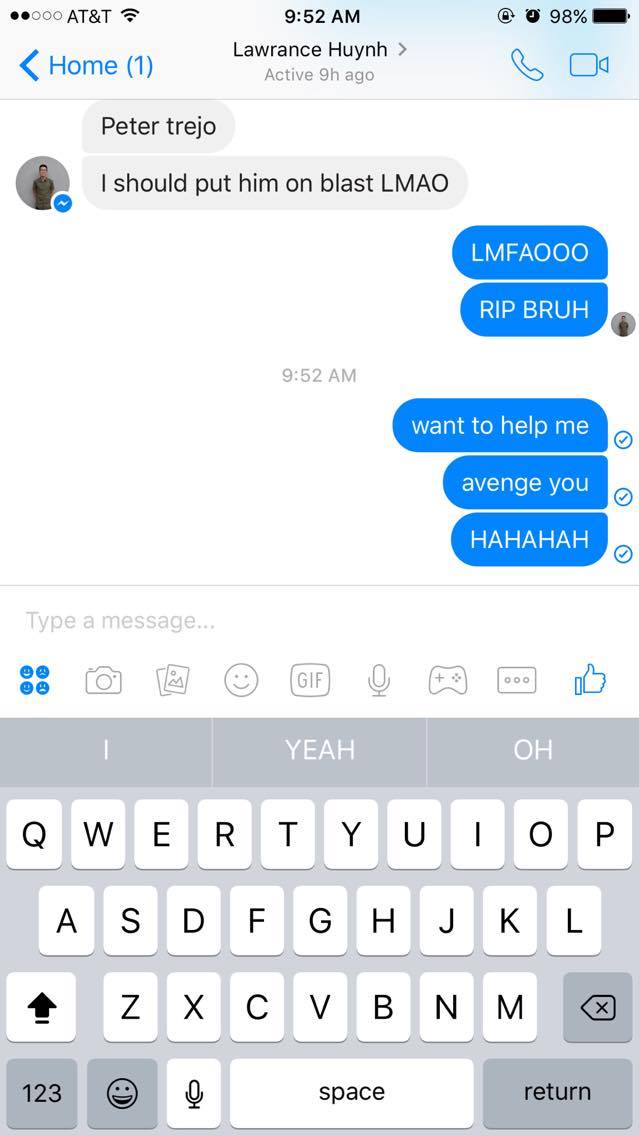 AT&T 9:52 AM 98%
Home (1) Lawrance Huynh
Active 9h ago
Peter trejo
I should put him on blast LMAO
LMFAOOO
RIP BRUH
9:52 AM
want to help me
avenge you
HAHAHAH
Type a message...
GIF
I YEAH OH
Q W E R T Y U I O P
A S D F G H J K L
Z X C V B N M
123 space return